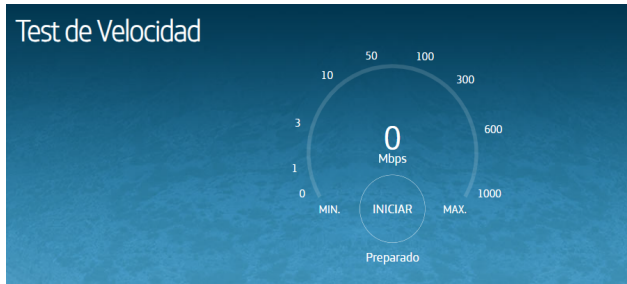 Test de Velocidad
50 100
10 300
3 600
0
Mbps
1
0 1000
MIN. INICIAR MAX.
Preparado